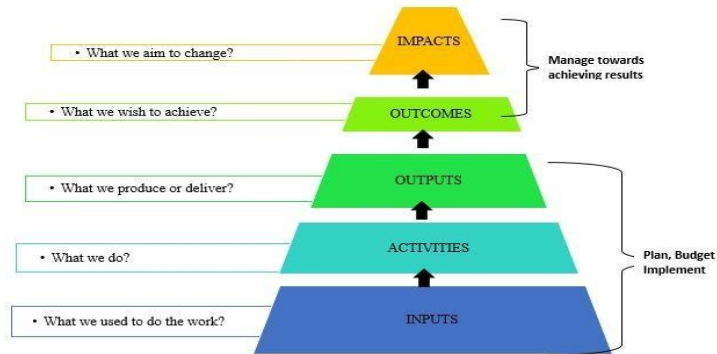 IMPACTS
• What we aim to change?
Manage towards
achieving results
• What we wish to achieve?
OUTCOMES
OUTPUTS
• What we produce or deliver?
ACTIVITIES
• What we do?
Plan, Budget
Implement
• What we used to do the work?
INPUTS